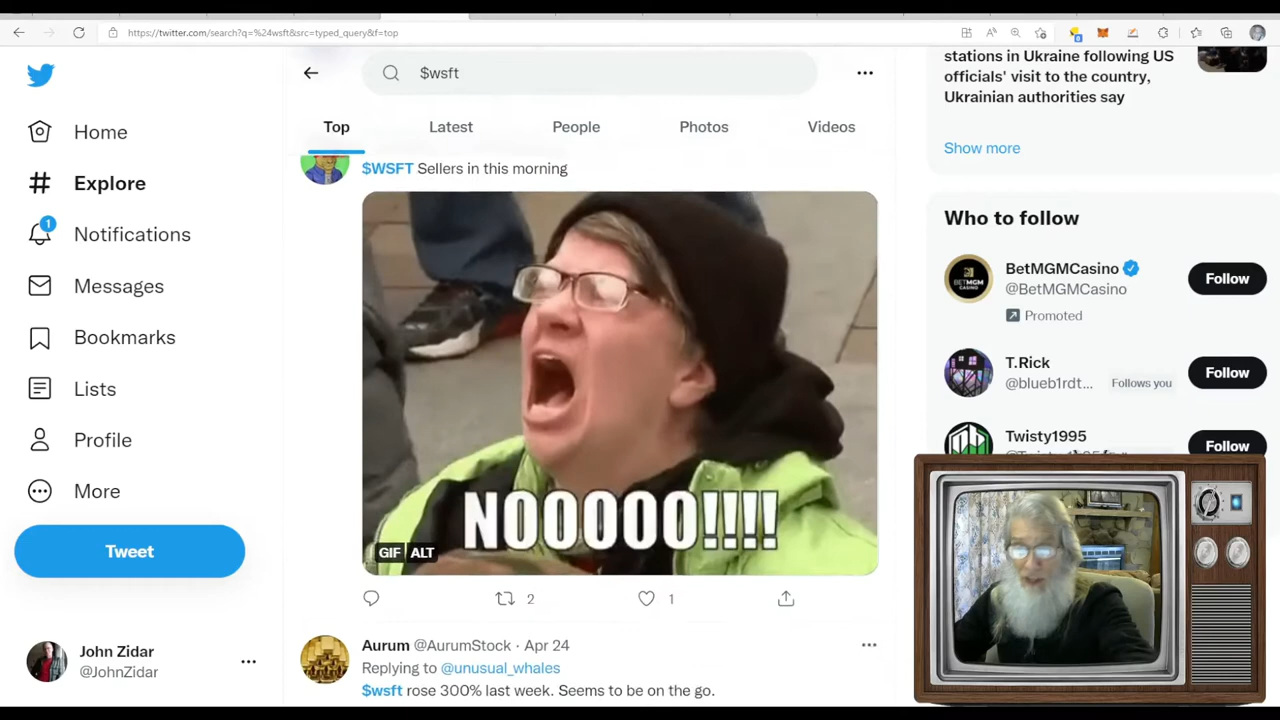 https://twitter.com/search?q=%24wsft&src=typed_query&f=top
$wsft
Top
Latest
People
Photos
Videos
Home
Explore
1
Notifications
Messages
Bookmarks
Lists
Profile
More
Tweet
John Zidar
@JohnZidar
$WSFT Sellers in this morning
NOOOOO!!!!
GIF ALT
2
1
Aurum @AurumStock · Apr 24
Replying to @unusual_whales
$wsft rose 300% last week. Seems to be on the go.
stations in Ukraine following US
officials' visit to the country,
Ukrainian authorities say
Show more
Who to follow
BetMGMCasino
@BetMGMCasino
Promoted
Follow
T.Rick
@blueb1rdt...
Follows you
Follow
Twisty1995
Follow